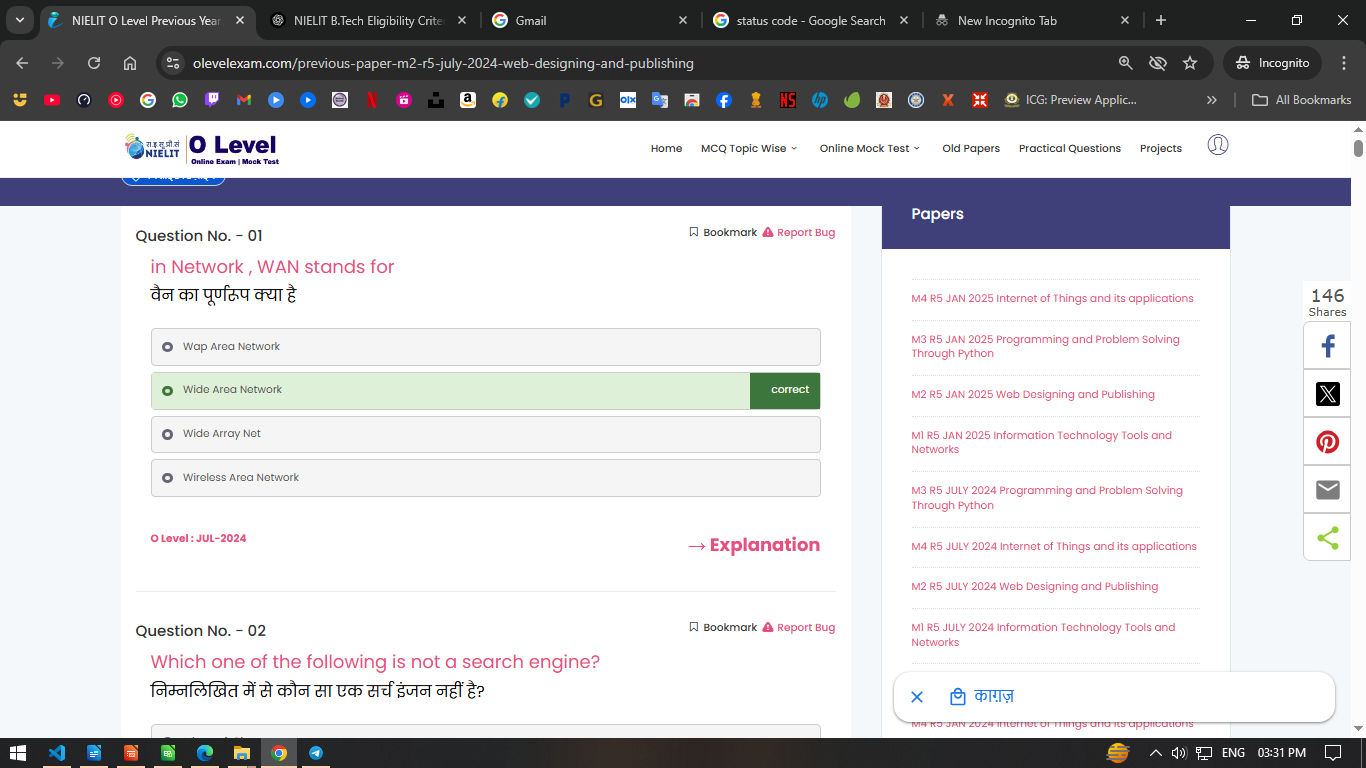 NIELIT O Level Previous Year
NIELIT B.Tech Eligibility Criter
Gmail
status code - Google Search
New Incognito Tab
olevelexam.com/previous-paper-m2-r5-july-2024-web-designing-and-publishing
Incognito
ICG: Preview Applic...
All Bookmarks
रा.इ.सू.प्रौ.सं
NIELIT
O Level
Online Exam | Mock Test
Home
MCQ Topic Wise
Online Mock Test
Old Papers
Practical Questions
Projects
Question No. - 01
Bookmark
Report Bug
in Network , WAN stands for
वैन का पूर्णरूप क्या है
Wap Area Network
Wide Area Network
correct
Wide Array Net
Wireless Area Network
O Level : JUL-2024
→ Explanation
Question No. - 02
Bookmark
Report Bug
Which one of the following is not a search engine?
निम्नलिखित में से कौन सा एक सर्च इंजन नहीं है?
Papers
M4 R5 JAN 2025 Internet of Things and its applications
M3 R5 JAN 2025 Programming and Problem Solving
Through Python
M2 R5 JAN 2025 Web Designing and Publishing
M1 R5 JAN 2025 Information Technology Tools and
Networks
M3 R5 JULY 2024 Programming and Problem Solving
Through Python
M4 R5 JULY 2024 Internet of Things and its applications
M2 R5 JULY 2024 Web Designing and Publishing
M1 R5 JULY 2024 Information Technology Tools and
Networks
काग़ज़
M4 R5 JAN 2024 Internet of Things and its applications
146
Shares
ENG
03:31 PM